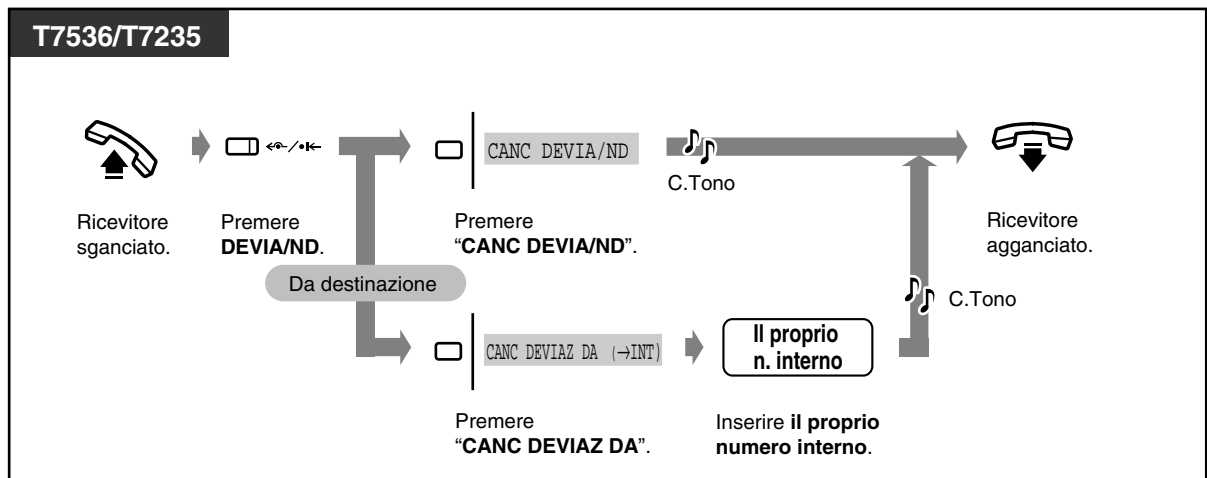 T7536/T7235
CANC DEVIA/ND
C.Tono
Ricevitore
sganciato.
Premere
DEVIA/ND.
Premere
“CANC DEVIA/ND”.
Ricevitore
agganciato.
Da destinazione
C.Tono
CANC DEVIAZ DA (→INT)
Il proprio
n. interno
Premere
“CANC DEVIAZ DA”.
Inserire il proprio
numero interno.